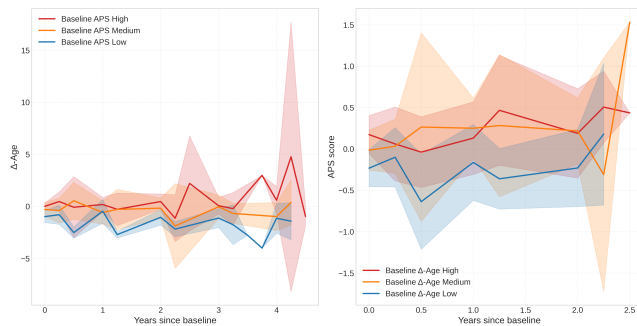 Baseline APS High
Baseline APS Medium
Baseline APS Low
Δ-Age
15
10
5
0
−5
0
1
2
3
4
Years since baseline
APS score
1.5
1.0
0.5
0.0
−0.5
−1.0
−1.5
Baseline Δ-Age High
Baseline Δ-Age Medium
Baseline Δ-Age Low
0.0
0.5
1.0
1.5
2.0
2.5
Years since baseline